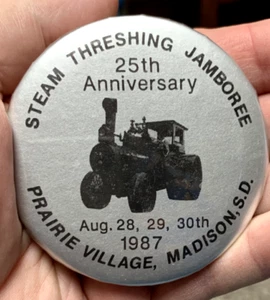 STEAM THRESHING JAMBOREE
25th
Anniversary
Aug. 28, 29, 30th
1987
PRAIRIE VILLAGE, MADISON, S.D.